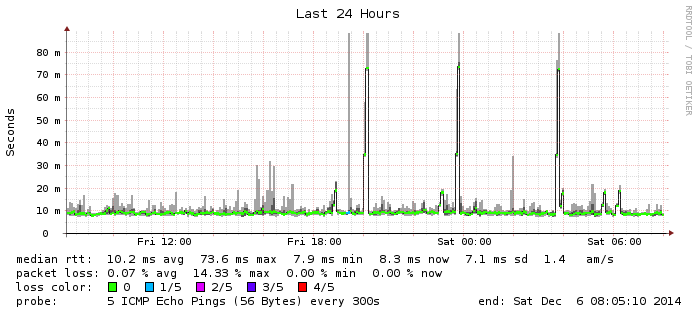 Last 24 Hours
RRDTOOL / TOBI OETIKER
Seconds
80 m
70 m
60 m
50 m
40 m
30 m
20 m
10 m
0
Fri 12:00 Fri 18:00 Sat 00:00 Sat 06:00
median rtt: 10.2 ms avg 73.6 ms max 7.9 ms min 8.3 ms now 7.1 ms sd 1.4 am/s
packet loss: 0.07 % avg 14.33 % max 0.00 % min 0.00 % now
loss color: 0 1/5 2/5 3/5 4/5
probe: 5 ICMP Echo Pings (56 Bytes) every 300s end: Sat Dec 6 08:05:10 2014